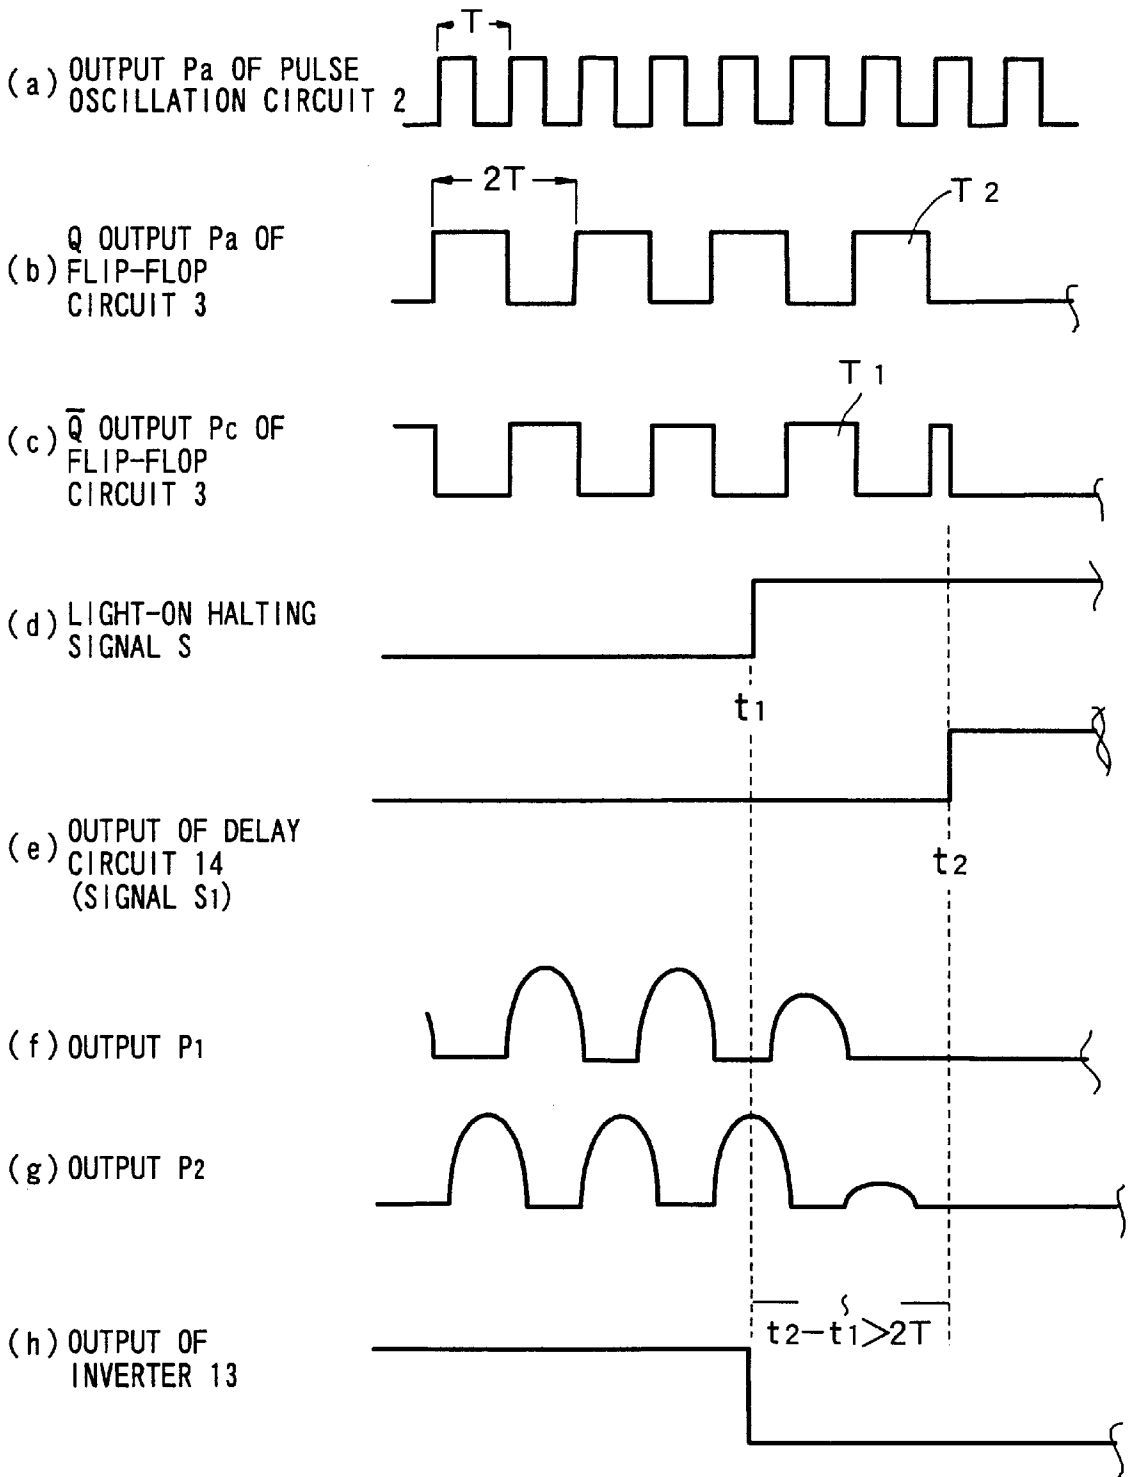 T
(a) OUTPUT Pa OF PULSE
OSCILLATION CIRCUIT 2
2T
T 2
(b) Q OUTPUT Pa OF
FLIP-FLOP
CIRCUIT 3
T 1
(c) Q̅ OUTPUT Pc OF
FLIP-FLOP
CIRCUIT 3
(d) LIGHT-ON HALTING
SIGNAL S
t1
(e) OUTPUT OF DELAY
CIRCUIT 14
(SIGNAL S1)
t2
(f) OUTPUT P1
(g) OUTPUT P2
t2-t1>2T
(h) OUTPUT OF
INVERTER 13